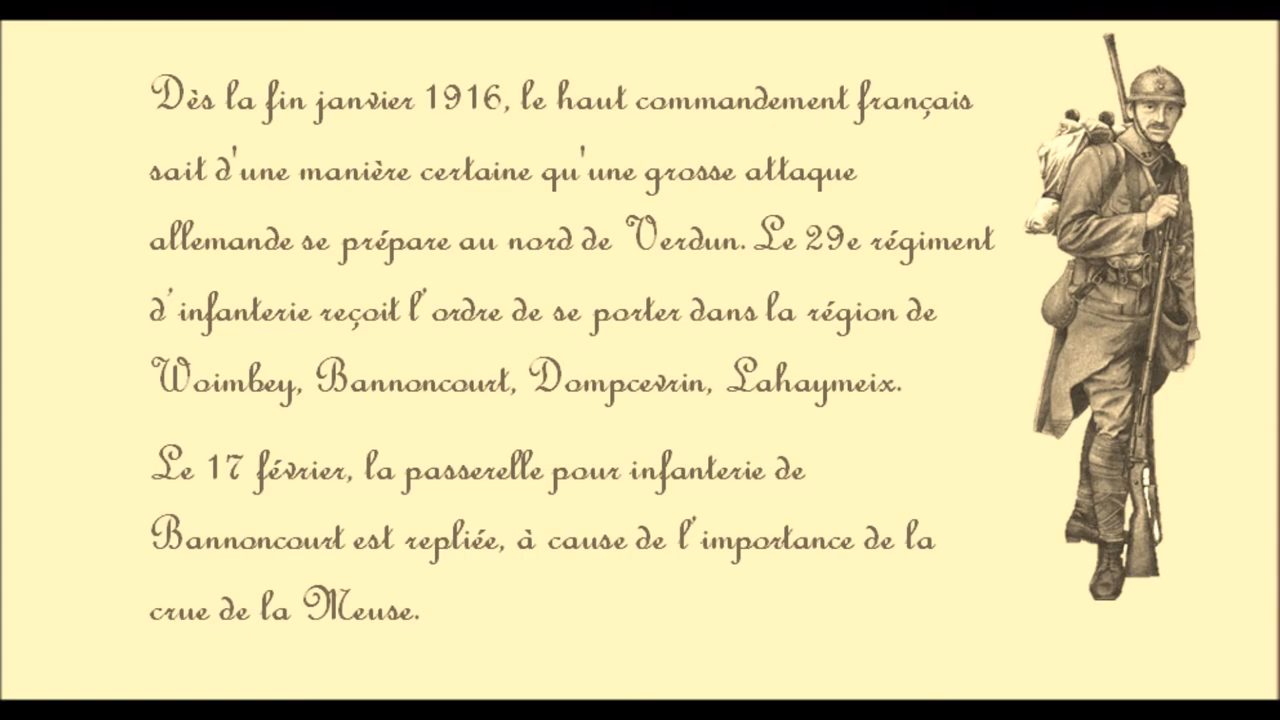 Dès la fin janvier 1916, le haut commandement français
sait d'une manière certaine qu'une grosse attaque
allemande se prépare au nord de Verdun. Le 29e régiment
d'infanterie reçoit l'ordre de se porter dans la région de
Woimbey, Bannoncourt, Dompcevrin, Lahaymeix.
Le 17 février, la passerelle pour infanterie de
Bannoncourt est repliée, à cause de l'importance de la
crue de la Meuse.